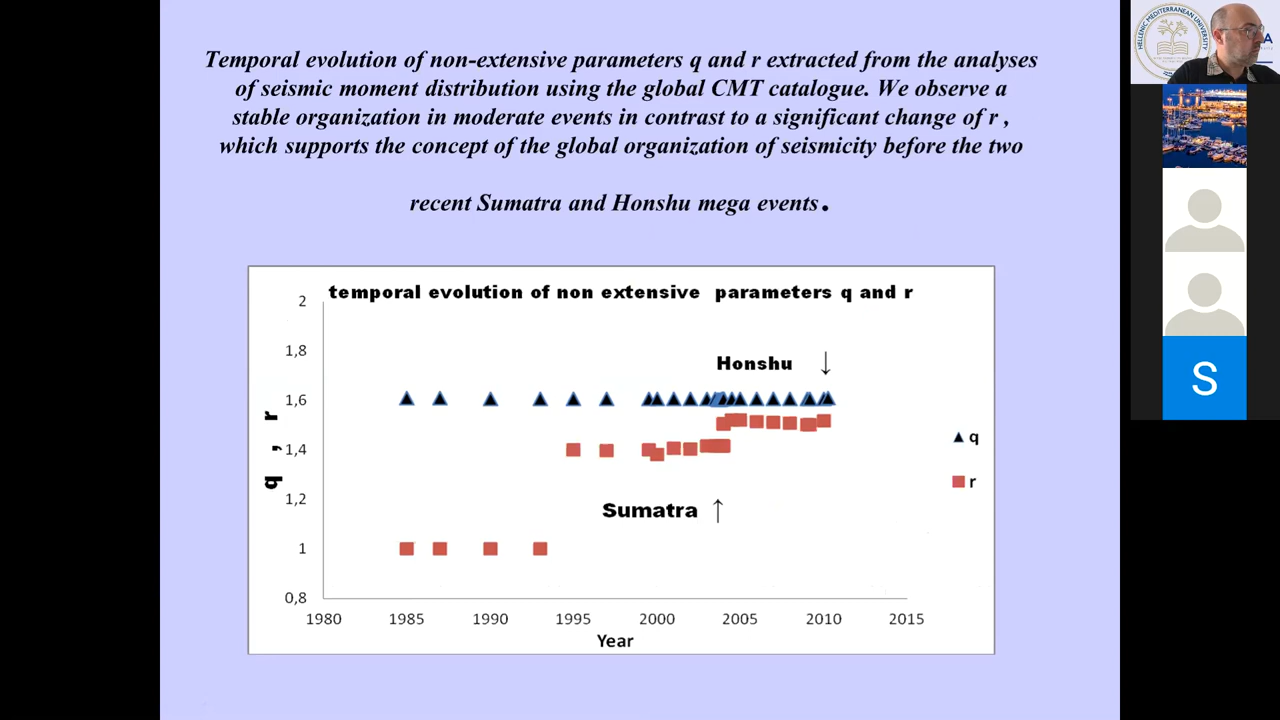 Temporal evolution of non-extensive parameters q and r extracted from the analyses
of seismic moment distribution using the global CMT catalogue. We observe a
stable organization in moderate events in contrast to a significant change of r ,
which supports the concept of the global organization of seismicity before the two
recent Sumatra and Honshu mega events.
temporal evolution of non extensive parameters q and r
2
1,8
1,6
1,4
1,2
1
0,8
q , r
Honshu ↓
Sumatra ↑
q
r
1980 1985 1990 1995 2000 2005 2010 2015
Year
HELLENIC MEDITERRANEAN UNIVERSITY
S